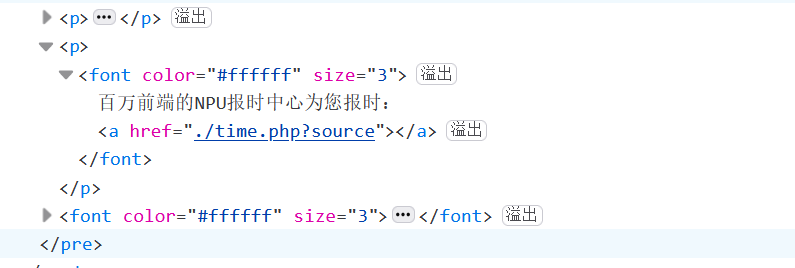 <p>…</p> 溢出
<p>
<font color="#ffffff" size="3"> 溢出
百万前端的NPU报时中心为您报时：
<a href="./time.php?source"></a> 溢出
</font>
</p>
<font color="#ffffff" size="3">…</font> 溢出
</pre>